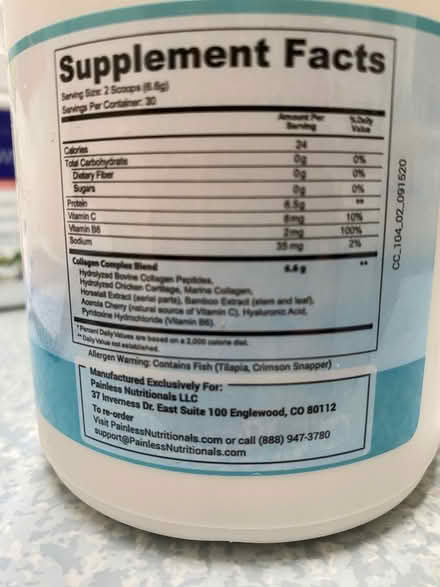 Supplement Facts
Serving Size: 2 Scoops (6.6g)
Servings Per Container: 30
Amount Per Serving % Daily Value
Calories 24
Total Carbohydrate 0g 0%
Dietary Fiber 0g 0%
Sugars 0g 0%
Protein 6.5g **
Vitamin C 6mg 10%
Vitamin B6 2mg 100%
Sodium 35 mg 2%
Collagen Complex Blend 6.6 g **
Hydrolyzed Bovine Collagen Peptides,
Hydrolyzed Chicken Cartilage, Marine Collagen,
Horsetail Extract (aerial parts), Bamboo Extract (stem and leaf),
Acerola Cherry (natural source of Vitamin C), Hyaluronic Acid,
Pyridoxine Hydrochloride (Vitamin B6).
*Percent Daily Values are based on a 2,000 calorie diet.
**Daily Value not established.
Allergen Warning: Contains Fish (Tilapia, Crimson Snapper)
Manufactured Exclusively For:
Painless Nutritionals LLC
37 Inverness Dr. East Suite 100 Englewood, CO 80112
To re-order
Visit PainlessNutritionals.com or call (888) 947-3780
support@PainlessNutritionals.com
CC_104_02_091520